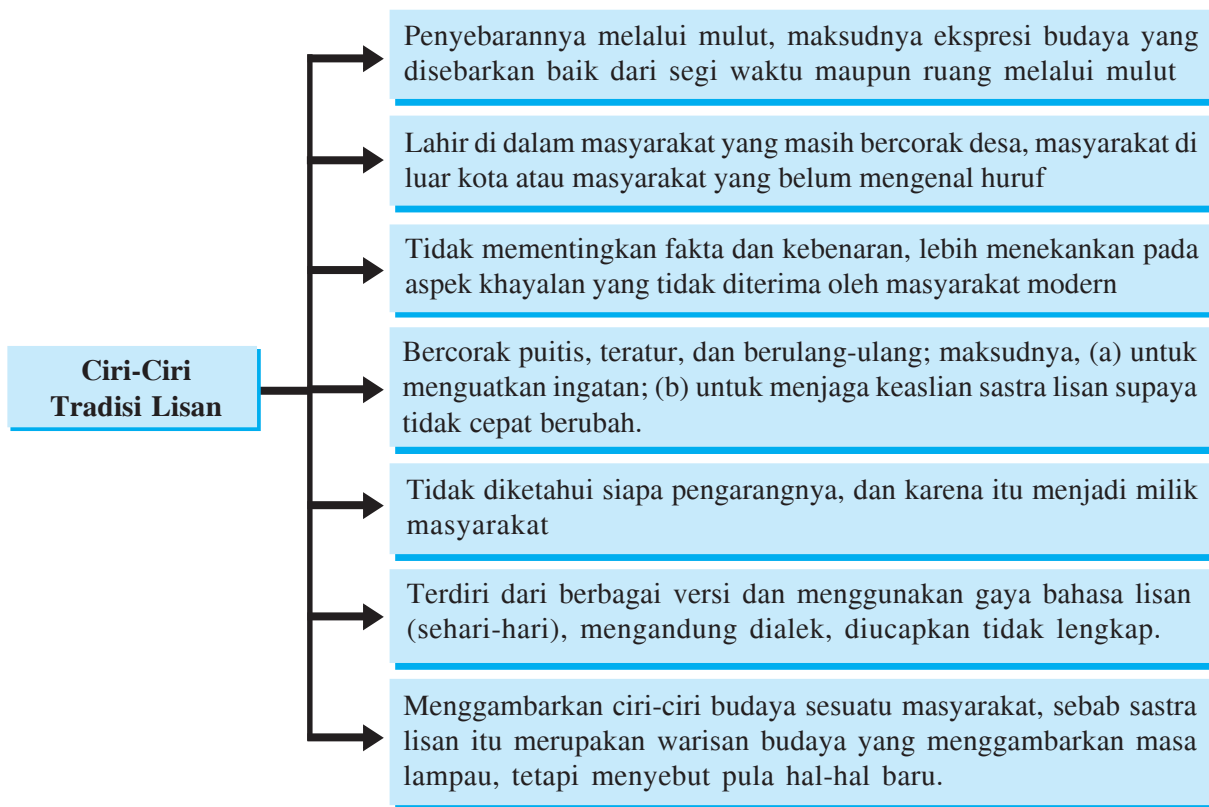 Penyebarannya melalui mulut, maksudnya ekspresi budaya yang
disebarkan baik dari segi waktu maupun ruang melalui mulut
Lahir di dalam masyarakat yang masih bercorak desa, masyarakat di
luar kota atau masyarakat yang belum mengenal huruf
Tidak mementingkan fakta dan kebenaran, lebih menekankan pada
aspek khayalan yang tidak diterima oleh masyarakat modern
Ciri-Ciri
Tradisi Lisan
Bercorak puitis, teratur, dan berulang-ulang; maksudnya, (a) untuk
menguatkan ingatan; (b) untuk menjaga keaslian sastra lisan supaya
tidak cepat berubah.
Tidak diketahui siapa pengarangnya, dan karena itu menjadi milik
masyarakat
Terdiri dari berbagai versi dan menggunakan gaya bahasa lisan
(sehari-hari), mengandung dialek, diucapkan tidak lengkap.
Menggambarkan ciri-ciri budaya sesuatu masyarakat, sebab sastra
lisan itu merupakan warisan budaya yang menggambarkan masa
lampau, tetapi menyebut pula hal-hal baru.